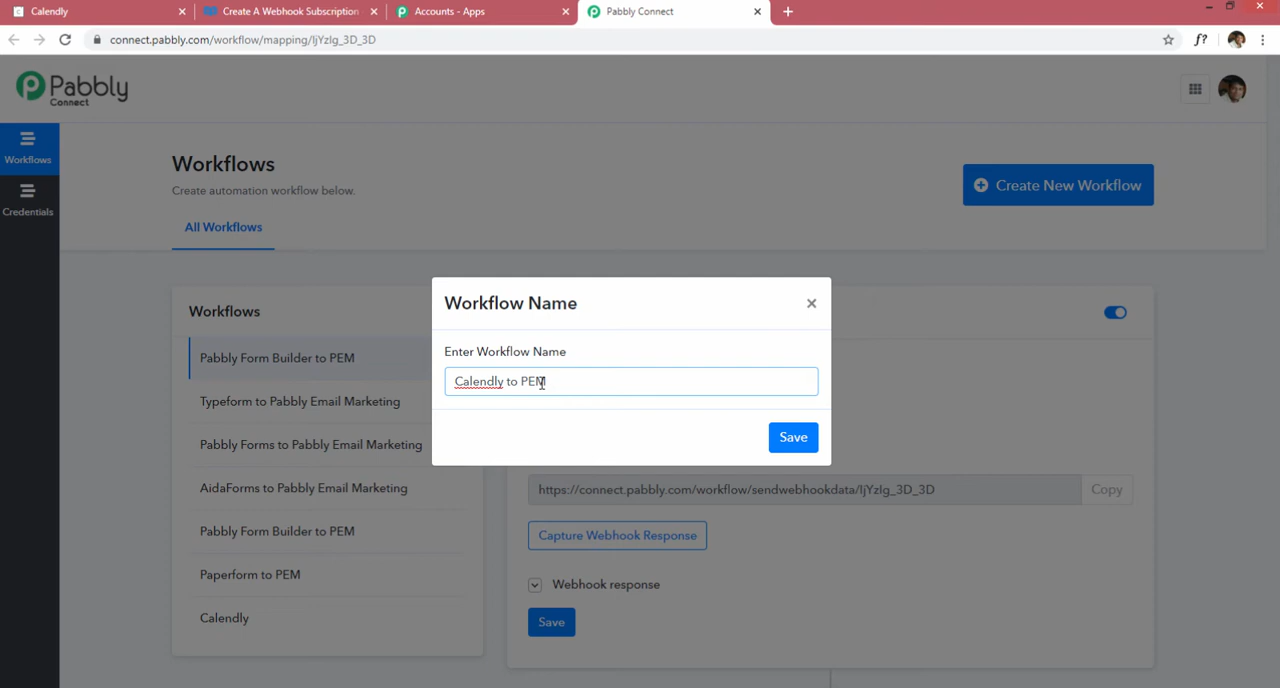 Calendly
Create A Webhook Subscription
Accounts - Apps
Pabbly Connect
connect.pabbly.com/workflow/mapping/IjYzIg_3D_3D
f?
Pabbly
Connect
Workflows
Credentials
Workflows
Create automation workflow below.
Create New Workflow
All Workflows
Workflows
Pabbly Form Builder to PEM
Typeform to Pabbly Email Marketing
Pabbly Forms to Pabbly Email Marketing
AidaForms to Pabbly Email Marketing
Pabbly Form Builder to PEM
Paperform to PEM
Calendly
Workflow Name
Enter Workflow Name
Calendly to PEM
Save
https://connect.pabbly.com/workflow/sendwebhookdata/IjYzIg_3D_3D
Copy
Capture Webhook Response
Webhook response
Save